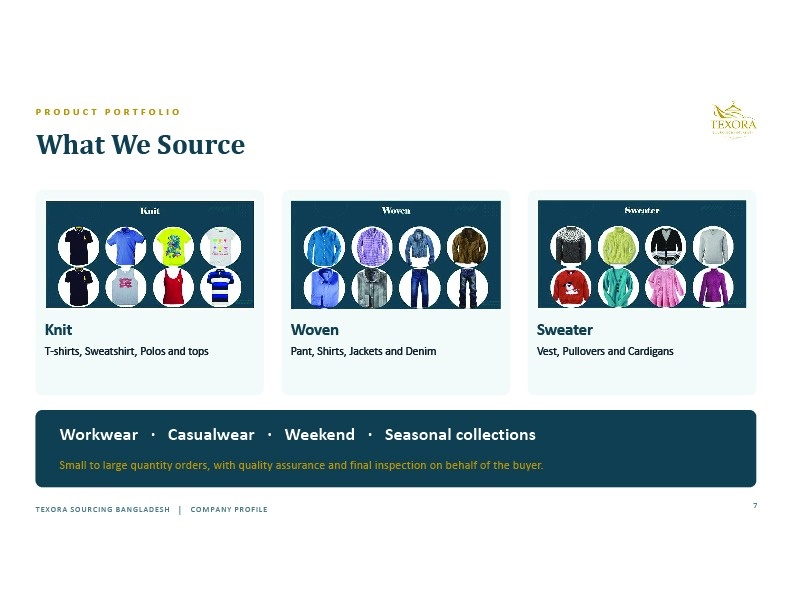 PRODUCT PORTFOLIO
TEXORA
What We Source
Knit
Woven
Sweater
Knit
T-shirts, Sweatshirt, Polos and tops
Woven
Pant, Shirts, Jackets and Denim
Sweater
Vest, Pullovers and Cardigans
Workwear · Casualwear · Weekend · Seasonal collections
Small to large quantity orders, with quality assurance and final inspection on behalf of the buyer.
TEXORA SOURCING BANGLADESH | COMPANY PROFILE
7